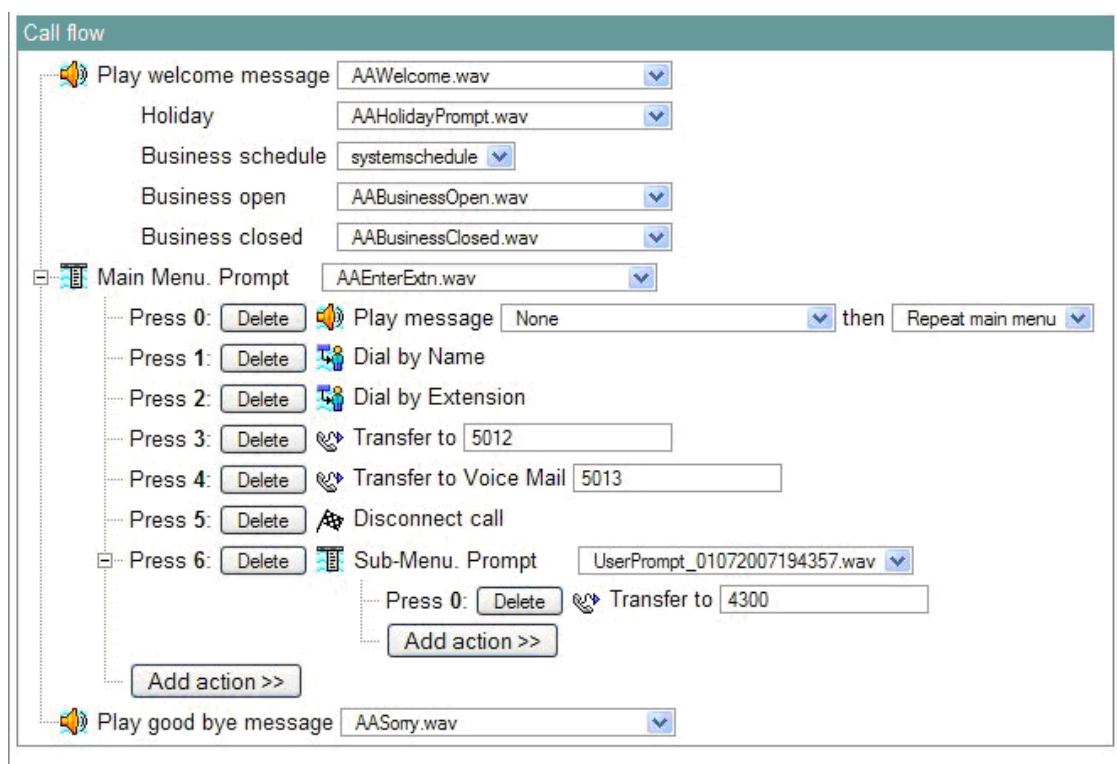 Call flow
Play welcome message AAWelcome.wav
Holiday AAHolidayPrompt.wav
Business schedule systemschedule
Business open AABusinessOpen.wav
Business closed AABusinessClosed.wav
Main Menu. Prompt AAEnterExtn.wav
Press 0: Delete Play message None then Repeat main menu
Press 1: Delete Dial by Name
Press 2: Delete Dial by Extension
Press 3: Delete Transfer to 5012
Press 4: Delete Transfer to Voice Mail 5013
Press 5: Delete Disconnect call
Press 6: Delete Sub-Menu. Prompt UserPrompt_01072007194357.wav
Press 0: Delete Transfer to 4300
Add action >>
Add action >>
Play good bye message AASorry.wav